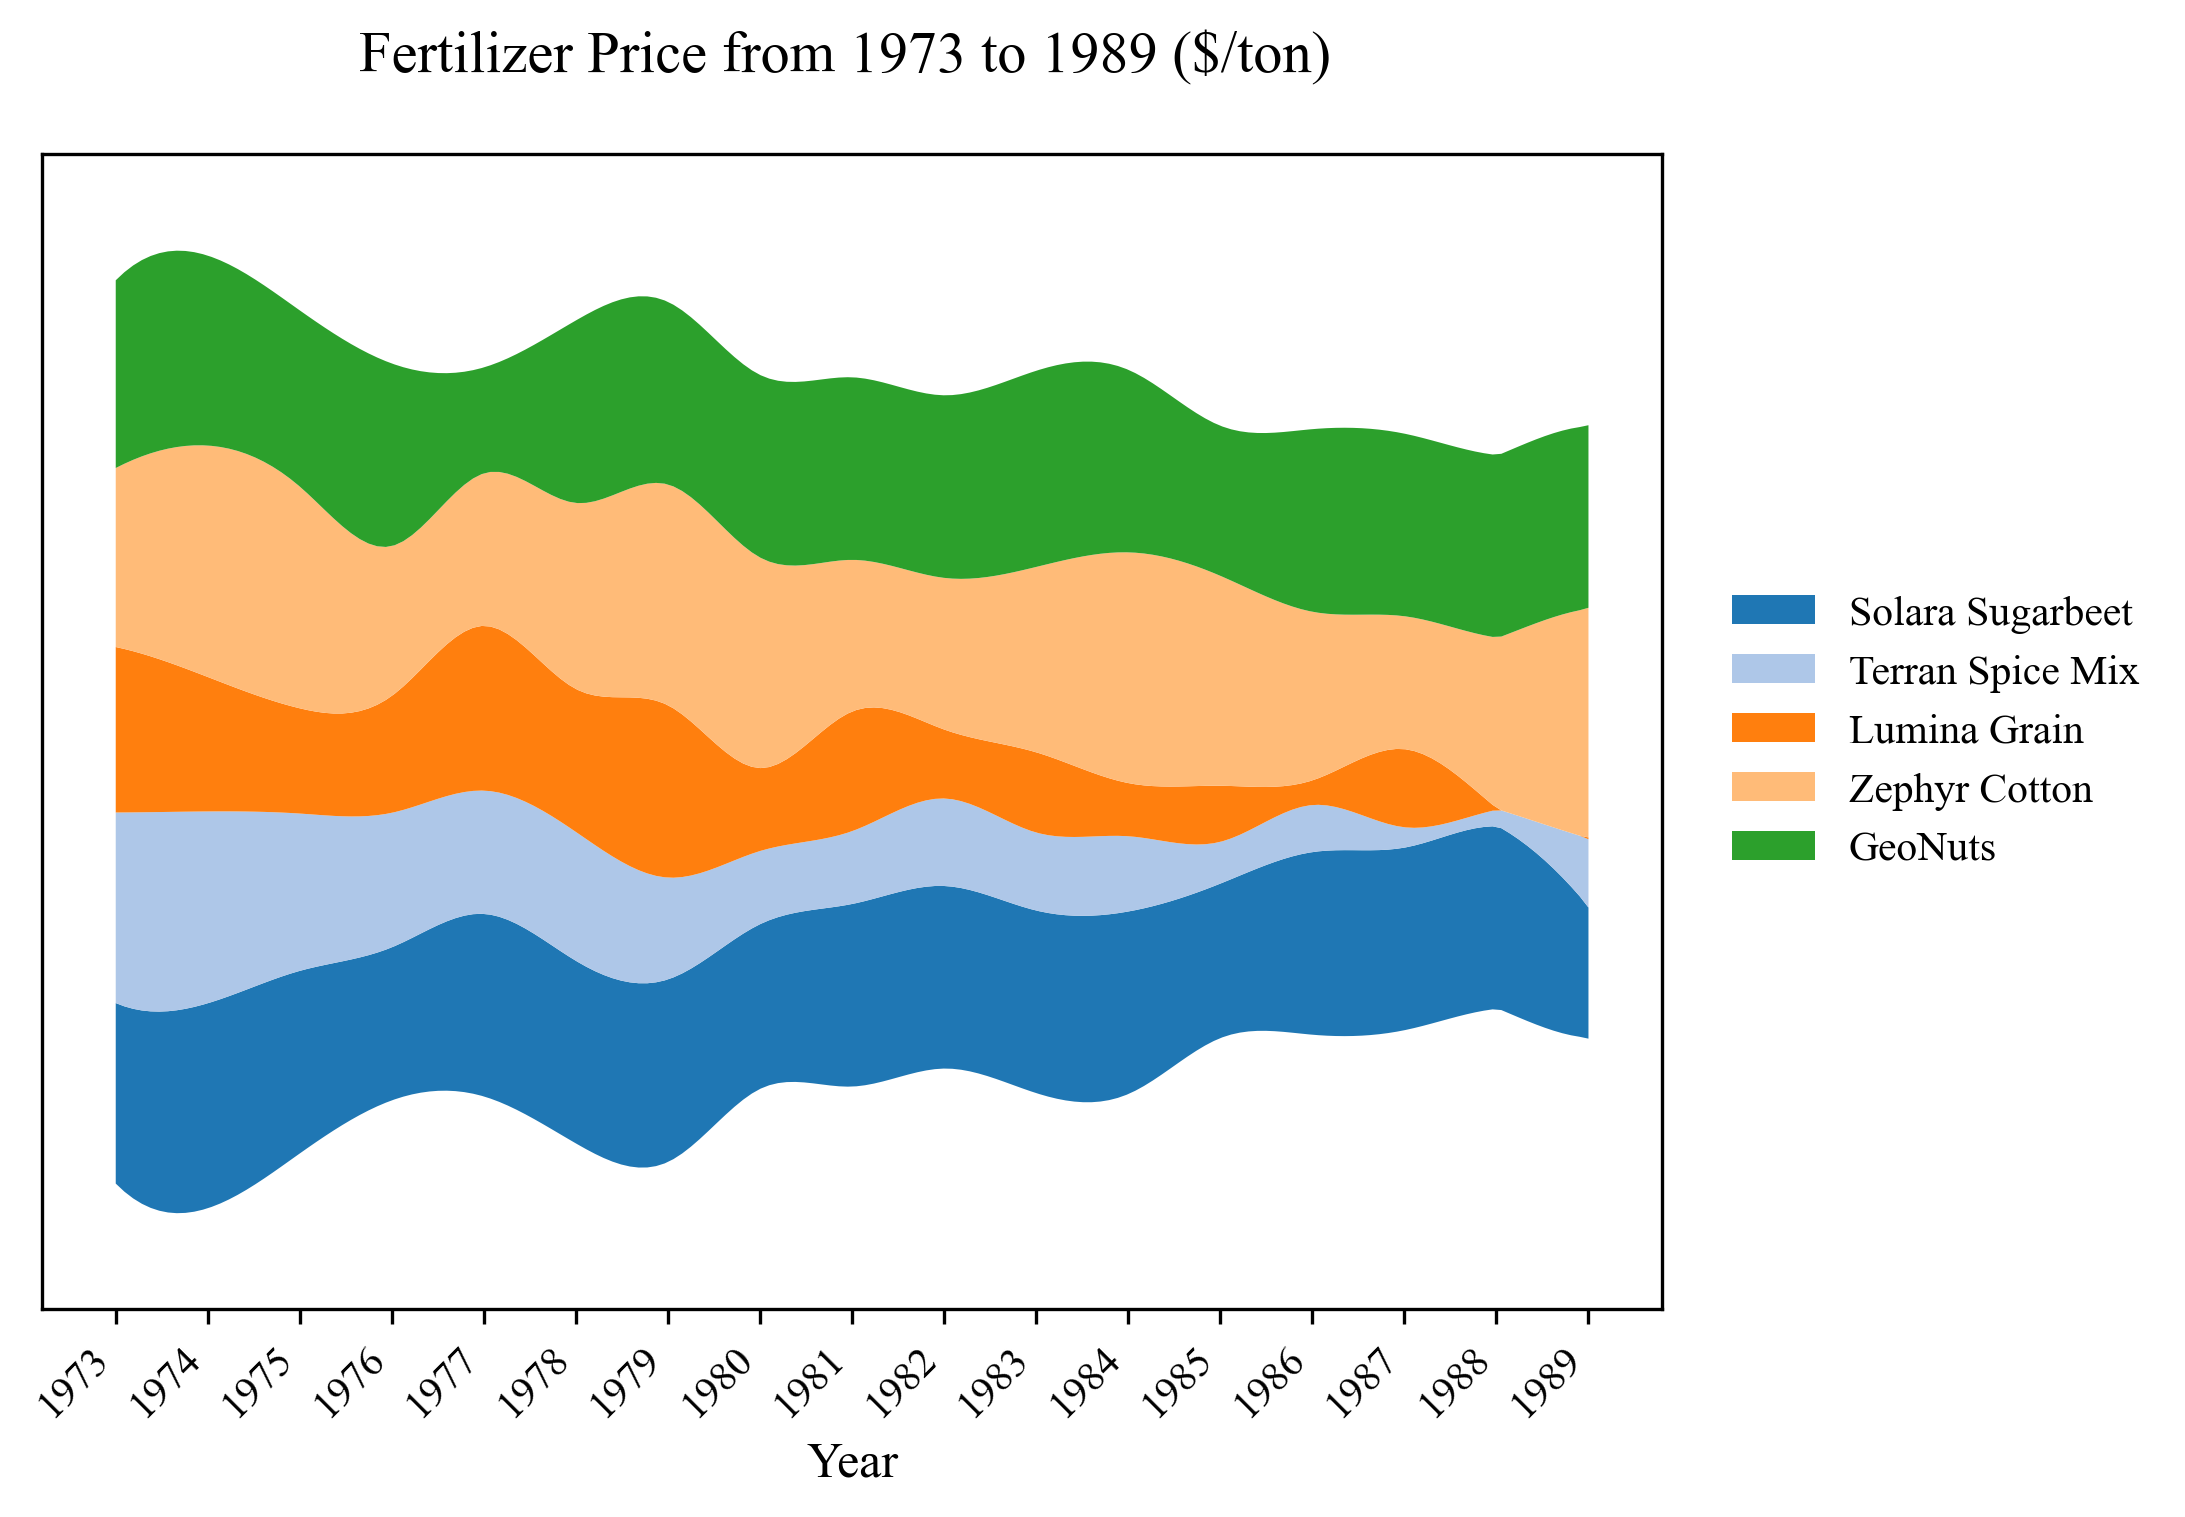 Fertilizer Price from 1973 to 1989 ($/ton)
Solara Sugarbeet
Terran Spice Mix
Lumina Grain
Zephyr Cotton
GeoNuts
1973 1974 1975 1976 1977 1978 1979 1980 1981 1982 1983 1984 1985 1986 1987 1988 1989
Year